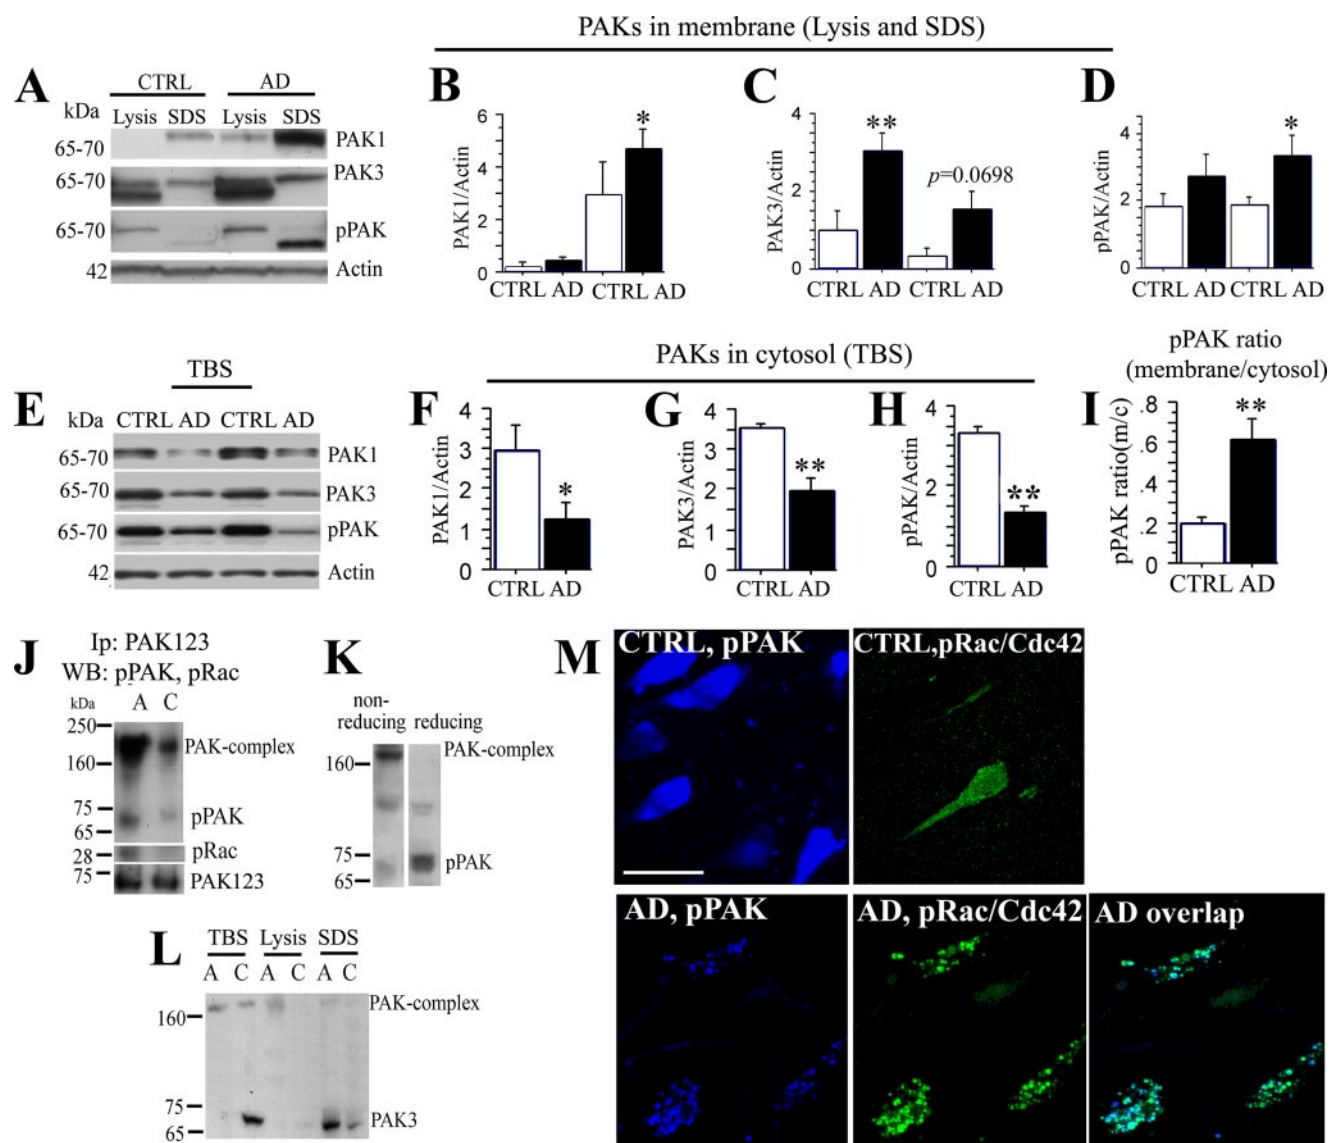 PAKs in membrane (Lysis and SDS)
A
CTRL AD
kDa Lysis SDS Lysis SDS
65-70 PAK1
65-70 PAK3
65-70 pPAK
42 Actin
B
PAK1/Actin
6
4
2
0
*
CTRL AD CTRL AD
C
PAK3/Actin
4
2
0
**
p=0.0698
CTRL AD CTRL AD
D
pPAK/Actin
4
2
0
*
CTRL AD CTRL AD
PAKs in cytosol (TBS)
E
TBS
kDa CTRL AD CTRL AD
65-70 PAK1
65-70 PAK3
65-70 pPAK
42 Actin
F
PAK1/Actin
4
3
2
1
0
*
CTRL AD
G
PAK3/Actin
4
3
2
1
0
**
CTRL AD
H
pPAK/Actin
4
3
2
1
0
**
CTRL AD
pPAK ratio
(membrane/cytosol)
I
pPAK ratio(m/c)
.8
.6
.4
.2
0
**
CTRL AD
J
Ip: PAK123
WB: pPAK, pRac
kDa A C
250
PAK-complex
160
75
pPAK
65
28 pRac
75
PAK123
K
non-
reducing reducing
PAK-complex
160
75
pPAK
65
L
TBS Lysis SDS
A C A C A C
PAK-complex
160
75
PAK3
65
M
CTRL, pPAK
CTRL,pRac/Cdc42
AD, pPAK
AD, pRac/Cdc42
AD overlap